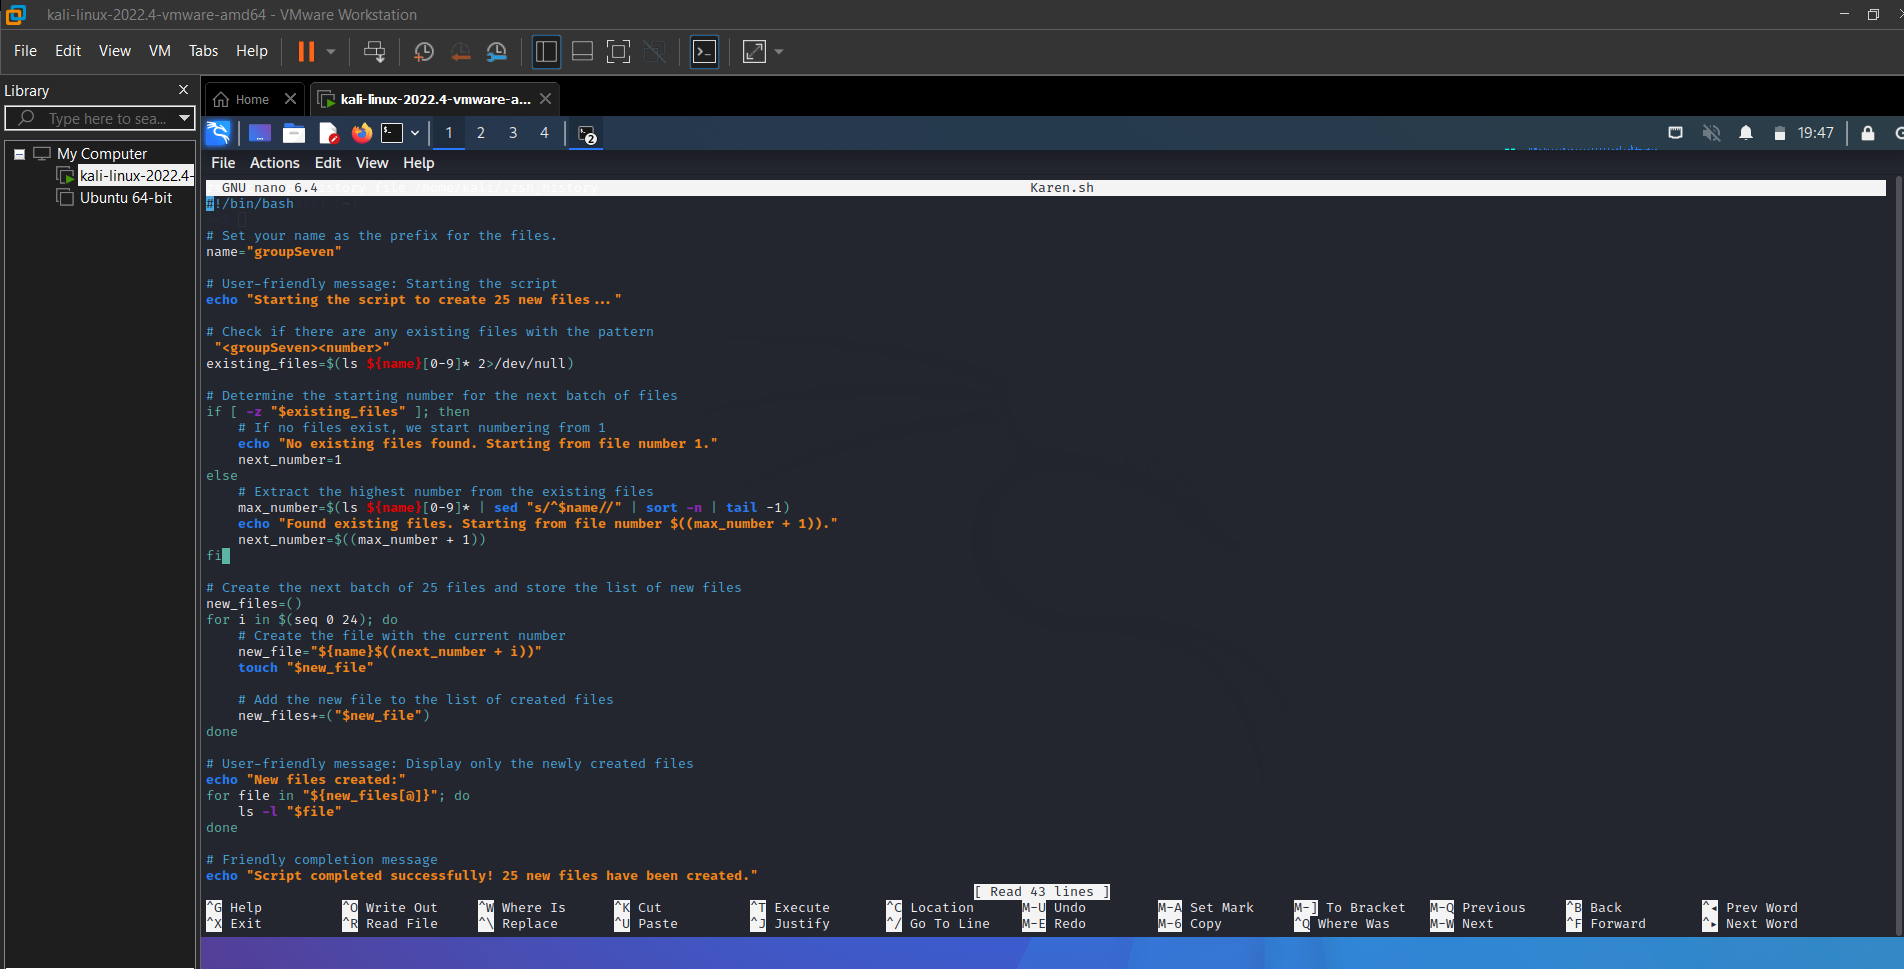 kali-linux-2022.4-vmware-amd64 - VMware Workstation
File Edit View VM Tabs Help
Library
Type here to sea...
My Computer
kali-linux-2022.4-
Ubuntu 64-bit
Home
kali-linux-2022.4-vmware-a...
1 2 3 4
2
19:47
File Actions Edit View Help
GNU nano 6.4 Karen.sh
#!/bin/bash
# Set your name as the prefix for the files.
name="groupSeven"
# User-friendly message: Starting the script
echo "Starting the script to create 25 new files..."
# Check if there are any existing files with the pattern
"<groupSeven><number>"
existing_files=$(ls ${name}[0-9]* 2>/dev/null)
# Determine the starting number for the next batch of files
if [ -z "$existing_files" ]; then
# If no files exist, we start numbering from 1
echo "No existing files found. Starting from file number 1."
next_number=1
else
# Extract the highest number from the existing files
max_number=$(ls ${name}[0-9]* | sed "s/^$name//" | sort -n | tail -1)
echo "Found existing files. Starting from file number $((max_number + 1))."
next_number=$((max_number + 1))
fi
# Create the next batch of 25 files and store the list of new files
new_files=()
for i in $(seq 0 24); do
# Create the file with the current number
new_file="${name}$((next_number + i))"
touch "$new_file"
# Add the new file to the list of created files
new_files+=("$new_file")
done
# User-friendly message: Display only the newly created files
echo "New files created:"
for file in "${new_files[@]}"; do
ls -l "$file"
done
# Friendly completion message
echo "Script completed successfully! 25 new files have been created."
[ Read 43 lines ]
^G Help ^O Write Out ^W Where Is ^K Cut ^T Execute ^C Location M-U Undo M-A Set Mark M-] To Bracket M-Q Previous ^B Back ^◂ Prev Word
^X Exit ^R Read File ^\ Replace ^U Paste ^J Justify ^/ Go To Line M-E Redo M-6 Copy ^Q Where Was M-W Next ^F Forward ^▸ Next Word